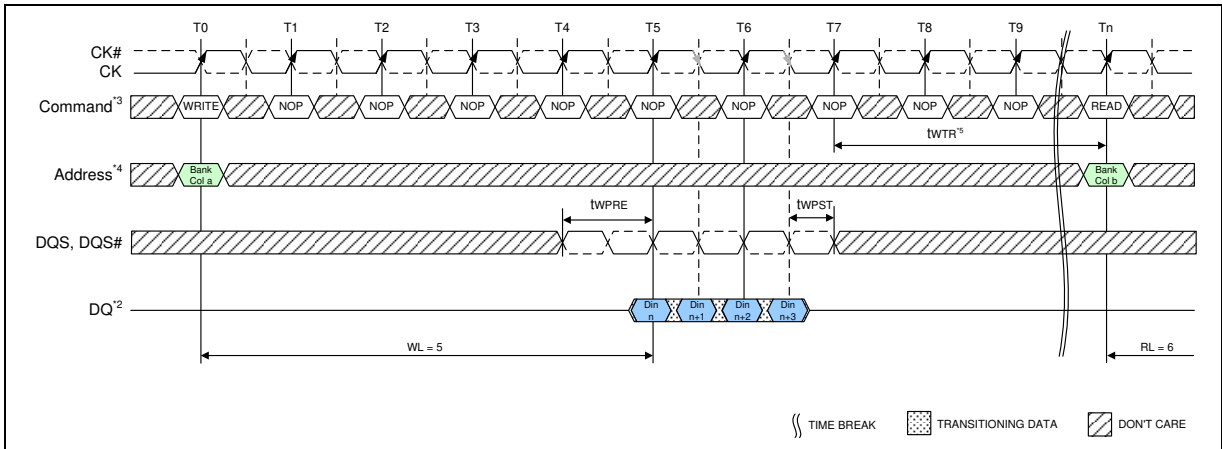 T0 T1 T2 T3 T4 T5 T6 T7 T8 T9 Tn
CK#
CK
Command*3 WRITE NOP NOP NOP NOP NOP NOP NOP NOP NOP READ
tWTR*5
Address*4 Bank Col a Bank Col b
tWPRE tWPST
DQS, DQS#
DQ*2 Din n Din n+1 Din n+2 Din n+3
WL = 5 RL = 6
TIME BREAK TRANSITIONING DATA DON'T CARE